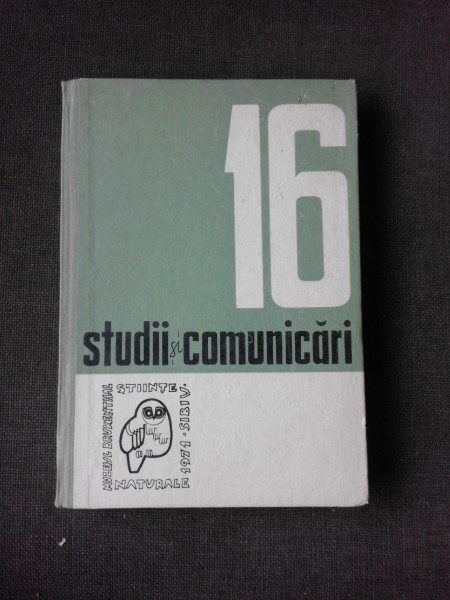 16
studii și comunicări
MUZEUL BRUKENTHAL
ȘTIINȚE
NATURALE
1971 · SIBIU ·